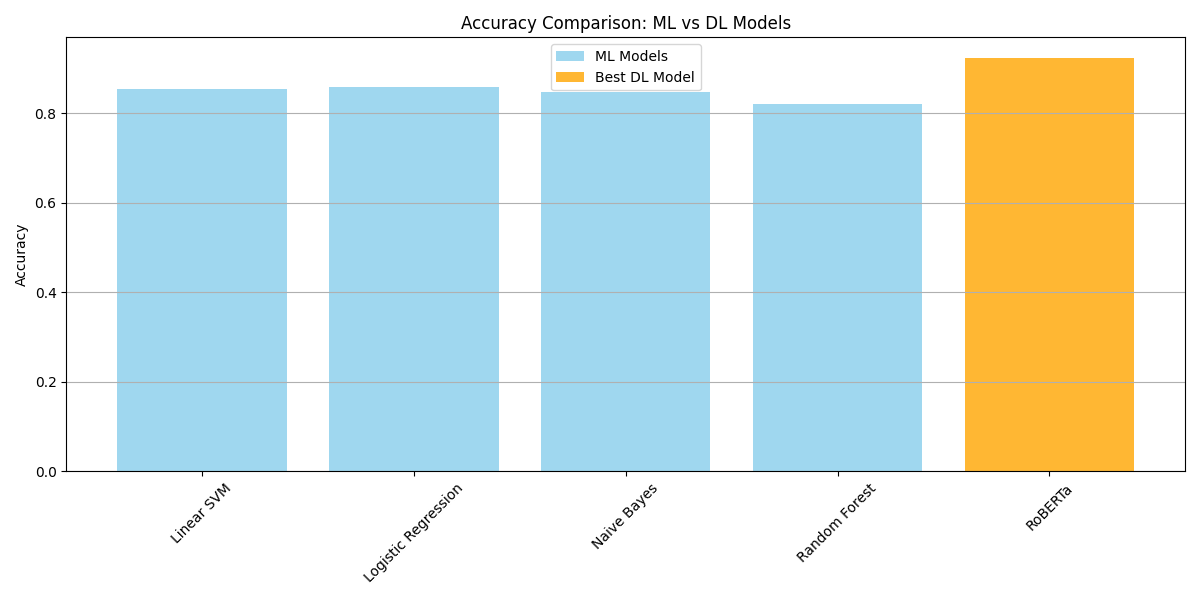 Accuracy Comparison: ML vs DL Models
ML Models
Best DL Model
Accuracy
0.8
0.6
0.4
0.2
0.0
Linear SVM
Logistic Regression
Naive Bayes
Random Forest
RoBERTa